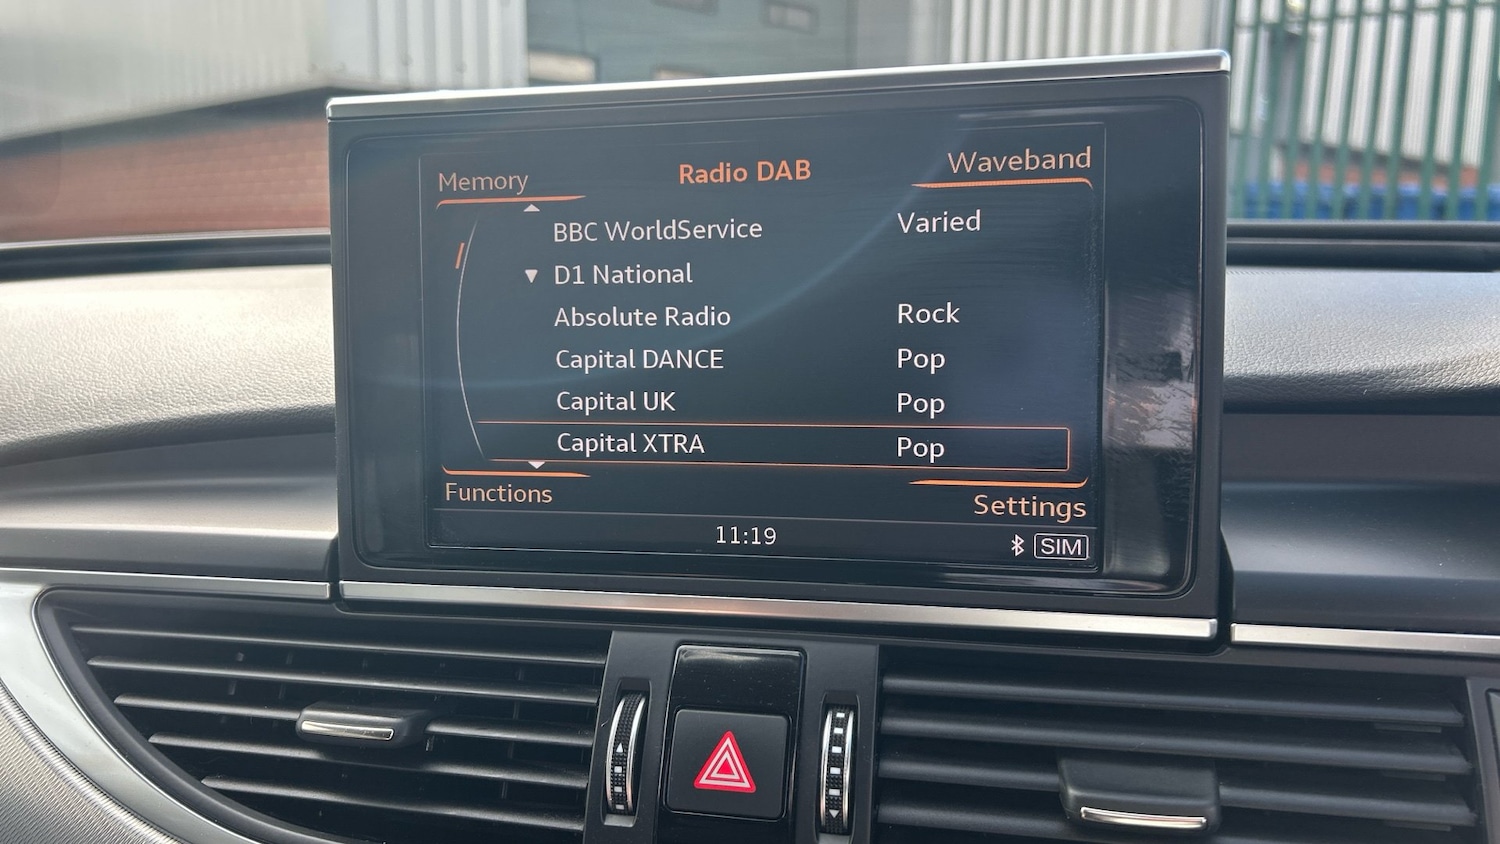 Memory
Radio DAB
Waveband
BBC WorldService Varied
D1 National
Absolute Radio Rock
Capital DANCE Pop
Capital UK Pop
Capital XTRA Pop
Functions
Settings
11:19
SIM